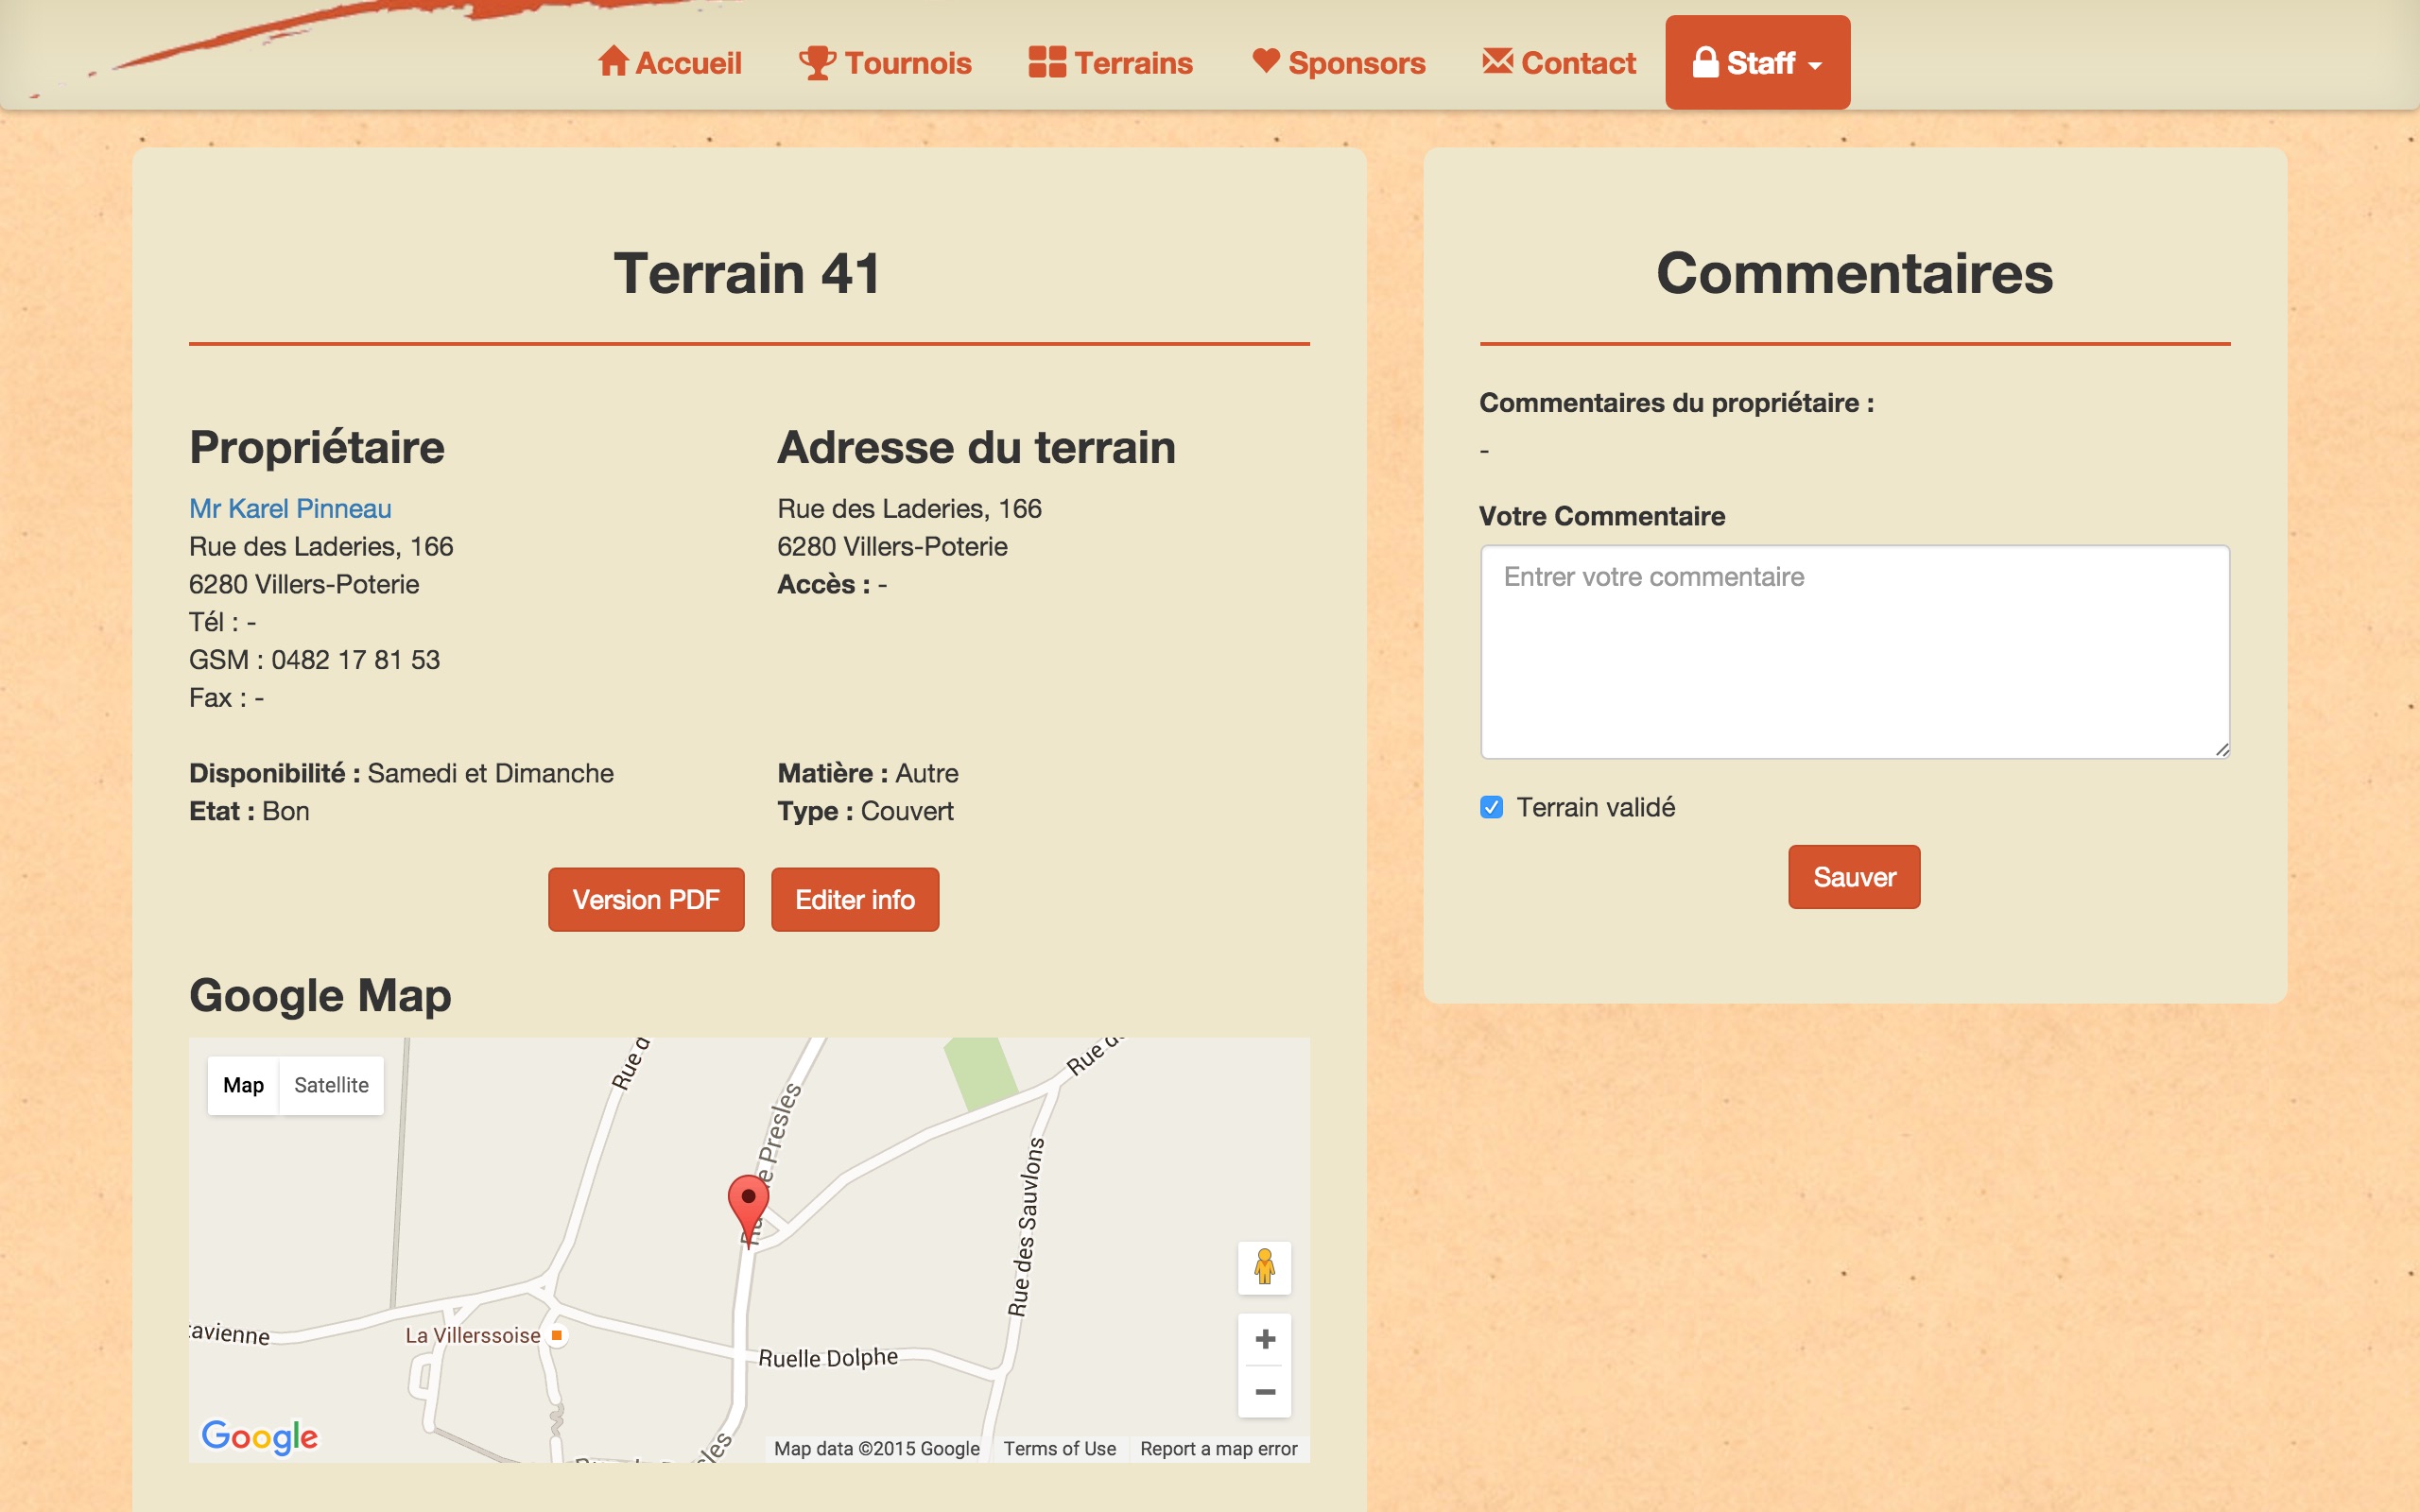 Accueil
Tournois
Terrains
Sponsors
Contact
Staff
Terrain 41
Propriétaire
Mr Karel Pinneau
Rue des Laderies, 166
6280 Villers-Poterie
Tél : -
GSM : 0482 17 81 53
Fax : -
Adresse du terrain
Rue des Laderies, 166
6280 Villers-Poterie
Accès : -
Disponibilité : Samedi et Dimanche
Etat : Bon
Matière : Autre
Type : Couvert
Version PDF
Editer info
Google Map
Map
Satellite
Rue d
Presles
Rue d
Rue des Sauvlons
avienne
La Villerssoise
Ruelle Dolphe
sles
Google
Map data ©2015 Google
Terms of Use
Report a map error
Commentaires
Commentaires du propriétaire :
-
Votre Commentaire
Entrer votre commentaire
Terrain validé
Sauver